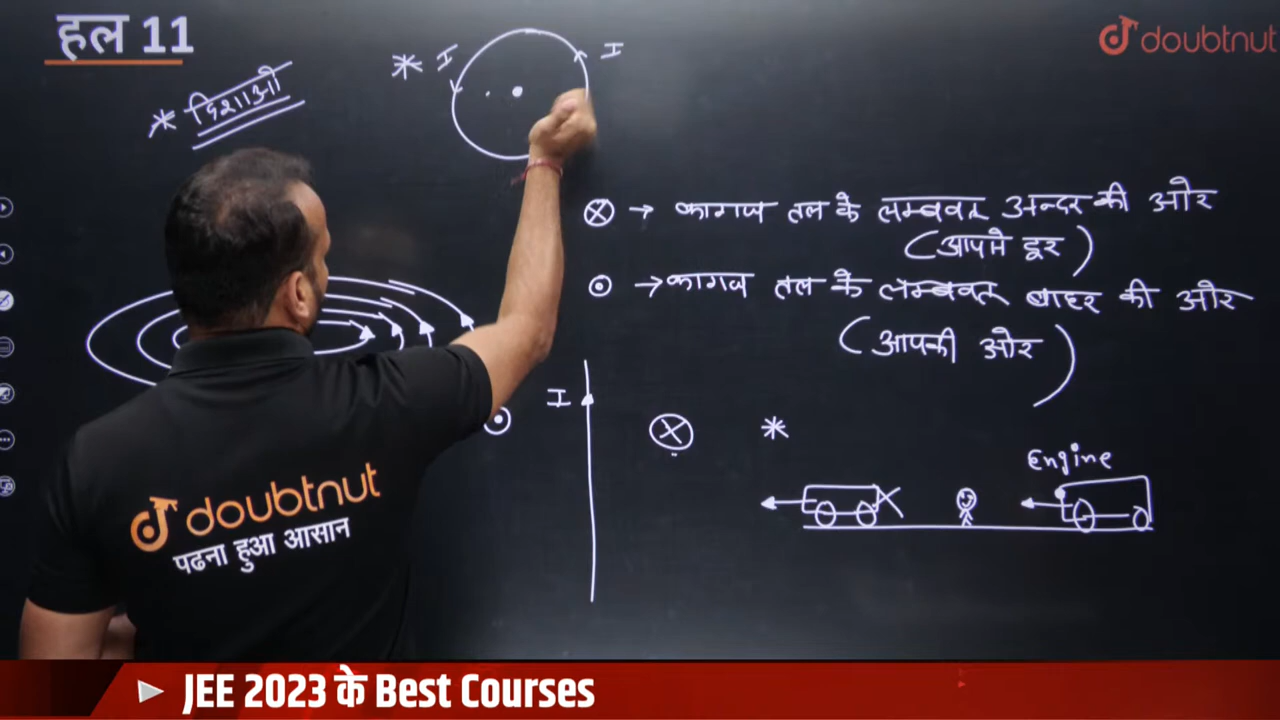 हल 11
doubtnut
* दिशाओ
* I
I
⊗ → कागज तल के लम्बवत अन्दर की ओर
(आपसे दूर)
⊙ → कागज तल के लम्बवत बाहर की ओर
(आपकी ओर)
I
*
Engine
doubtnut
पढना हुआ आसान
JEE 2023 के Best Courses